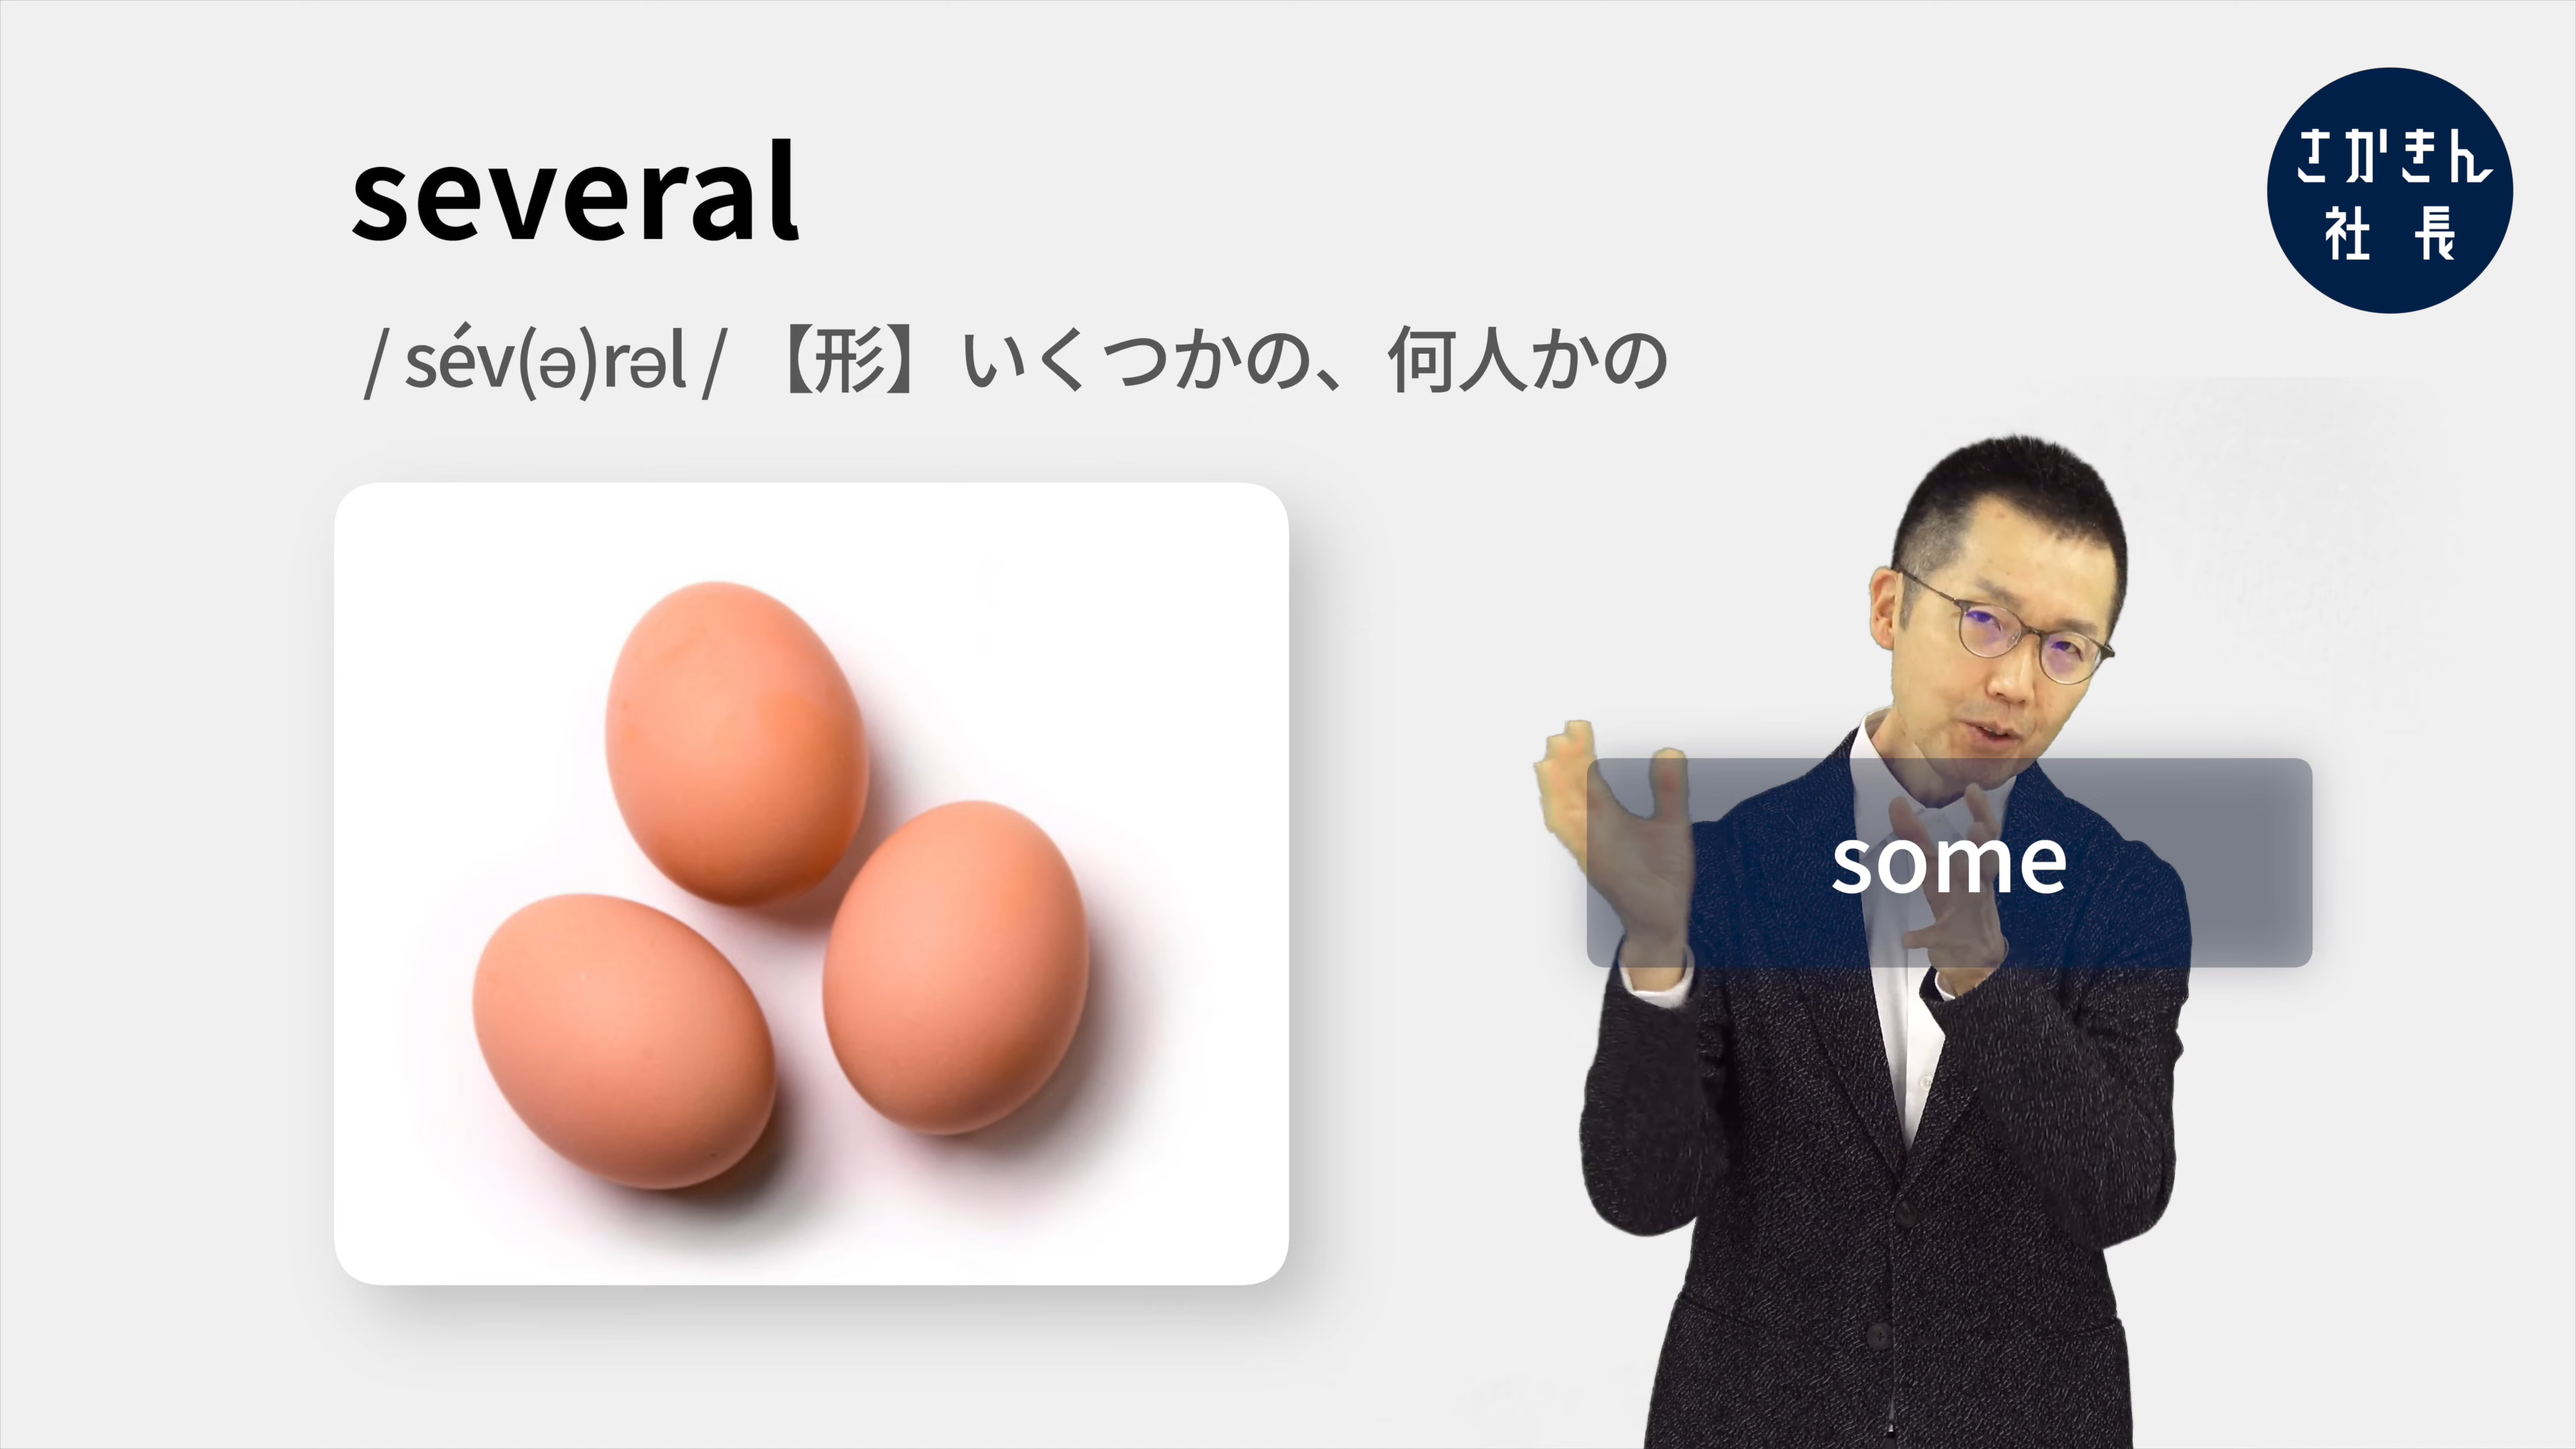 several
さかきん
社長
/ sév(ə)rəl / 【形】いくつかの、何人かの
some